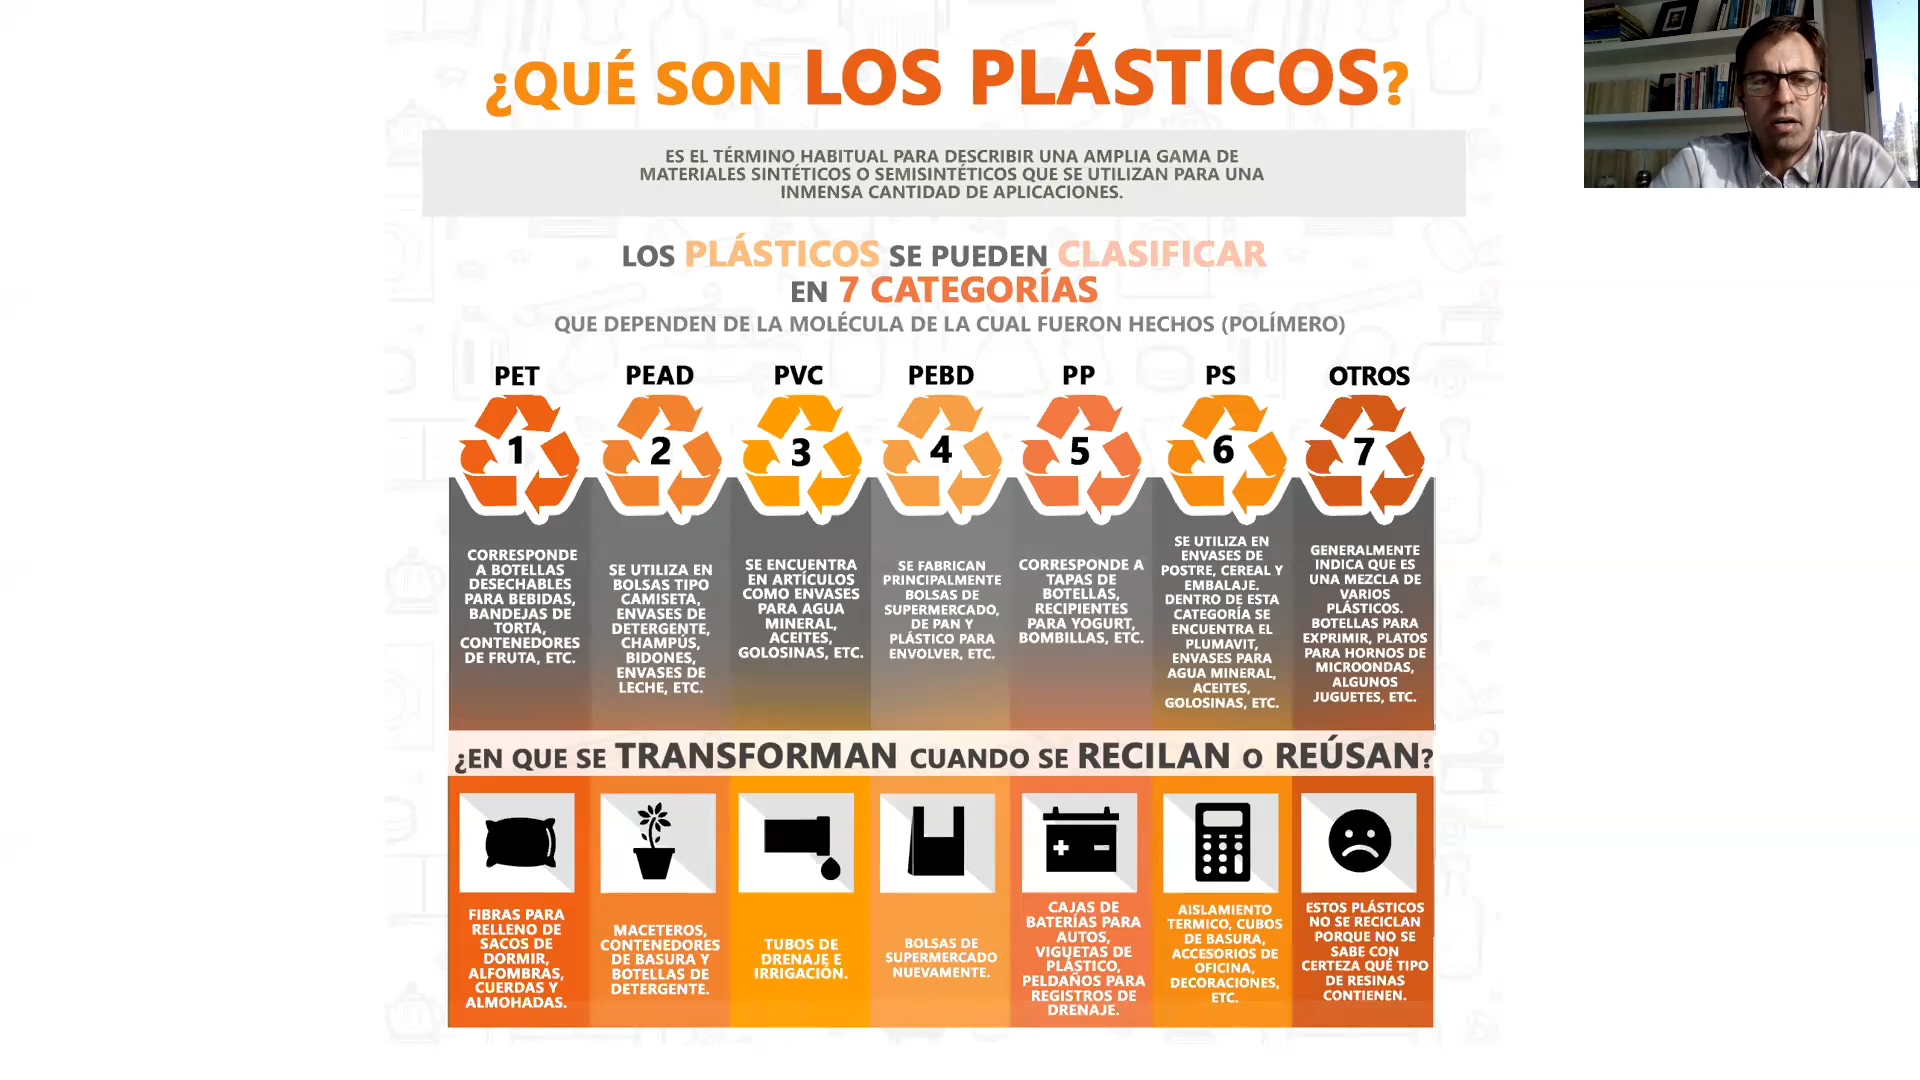 ¿QUÉ SON LOS PLÁSTICOS?
ES EL TÉRMINO HABITUAL PARA DESCRIBIR UNA AMPLIA GAMA DE
MATERIALES SINTÉTICOS O SEMISINTÉTICOS QUE SE UTILIZAN PARA UNA
INMENSA CANTIDAD DE APLICACIONES.
LOS PLÁSTICOS SE PUEDEN CLASIFICAR
EN 7 CATEGORÍAS
QUE DEPENDEN DE LA MOLÉCULA DE LA CUAL FUERON HECHOS (POLÍMERO)
PET
1
CORRESPONDE
A BOTELLAS
DESECHABLES
PARA BEBIDAS,
BANDEJAS DE
TORTA,
CONTENEDORES
DE FRUTA, ETC.
PEAD
2
SE UTILIZA EN
BOLSAS TIPO
CAMISETA,
ENVASES DE
DETERGENTE,
CHAMPÚS,
BIDONES,
ENVASES DE
LECHE, ETC.
PVC
3
SE ENCUENTRA
EN ARTÍCULOS
COMO ENVASES
PARA AGUA
MINERAL,
ACEITES,
GOLOSINAS, ETC.
PEBD
4
SE FABRICAN
PRINCIPALMENTE
BOLSAS DE
SUPERMERCADO,
DE PAN Y
PLÁSTICO PARA
ENVOLVER, ETC.
PP
5
CORRESPONDE A
TAPAS DE
BOTELLAS,
RECIPIENTES
PARA YOGURT,
BOMBILLAS, ETC.
PS
6
SE UTILIZA EN
ENVASES DE
POSTRE, CEREAL Y
EMBALAJE.
DENTRO DE ESTA
CATEGORÍA SE
ENCUENTRA EL
PLUMAVIT,
ENVASES PARA
AGUA MINERAL,
ACEITES,
GOLOSINAS, ETC.
OTROS
7
GENERALMENTE
INDICA QUE ES
UNA MEZCLA DE
VARIOS
PLÁSTICOS.
BOTELLAS PARA
EXPRIMIR, PLATOS
PARA HORNOS DE
MICROONDAS,
ALGUNOS
JUGUETES, ETC.
¿EN QUE SE TRANSFORMAN CUANDO SE RECILAN O REÚSAN?
FIBRAS PARA
RELLENO DE
SACOS DE
DORMIR,
ALFOMBRAS,
CUERDAS Y
ALMOHADAS.
MACETEROS,
CONTENEDORES
DE BASURA Y
BOTELLAS DE
DETERGENTE.
TUBOS DE
DRENAJE E
IRRIGACIÓN.
BOLSAS DE
SUPERMERCADO
NUEVAMENTE.
CAJAS DE
BATERÍAS PARA
AUTOS,
VIGUETAS DE
PLÁSTICO,
PELDAÑOS PARA
REGISTROS DE
DRENAJE.
AISLAMIENTO
TERMICO, CUBOS
DE BASURA,
ACCESORIOS DE
OFICINA,
DECORACIONES,
ETC.
ESTOS PLÁSTICOS
NO SE RECICLAN
PORQUE NO SE
SABE CON
CERTEZA QUÉ TIPO
DE RESINAS
CONTIENEN.